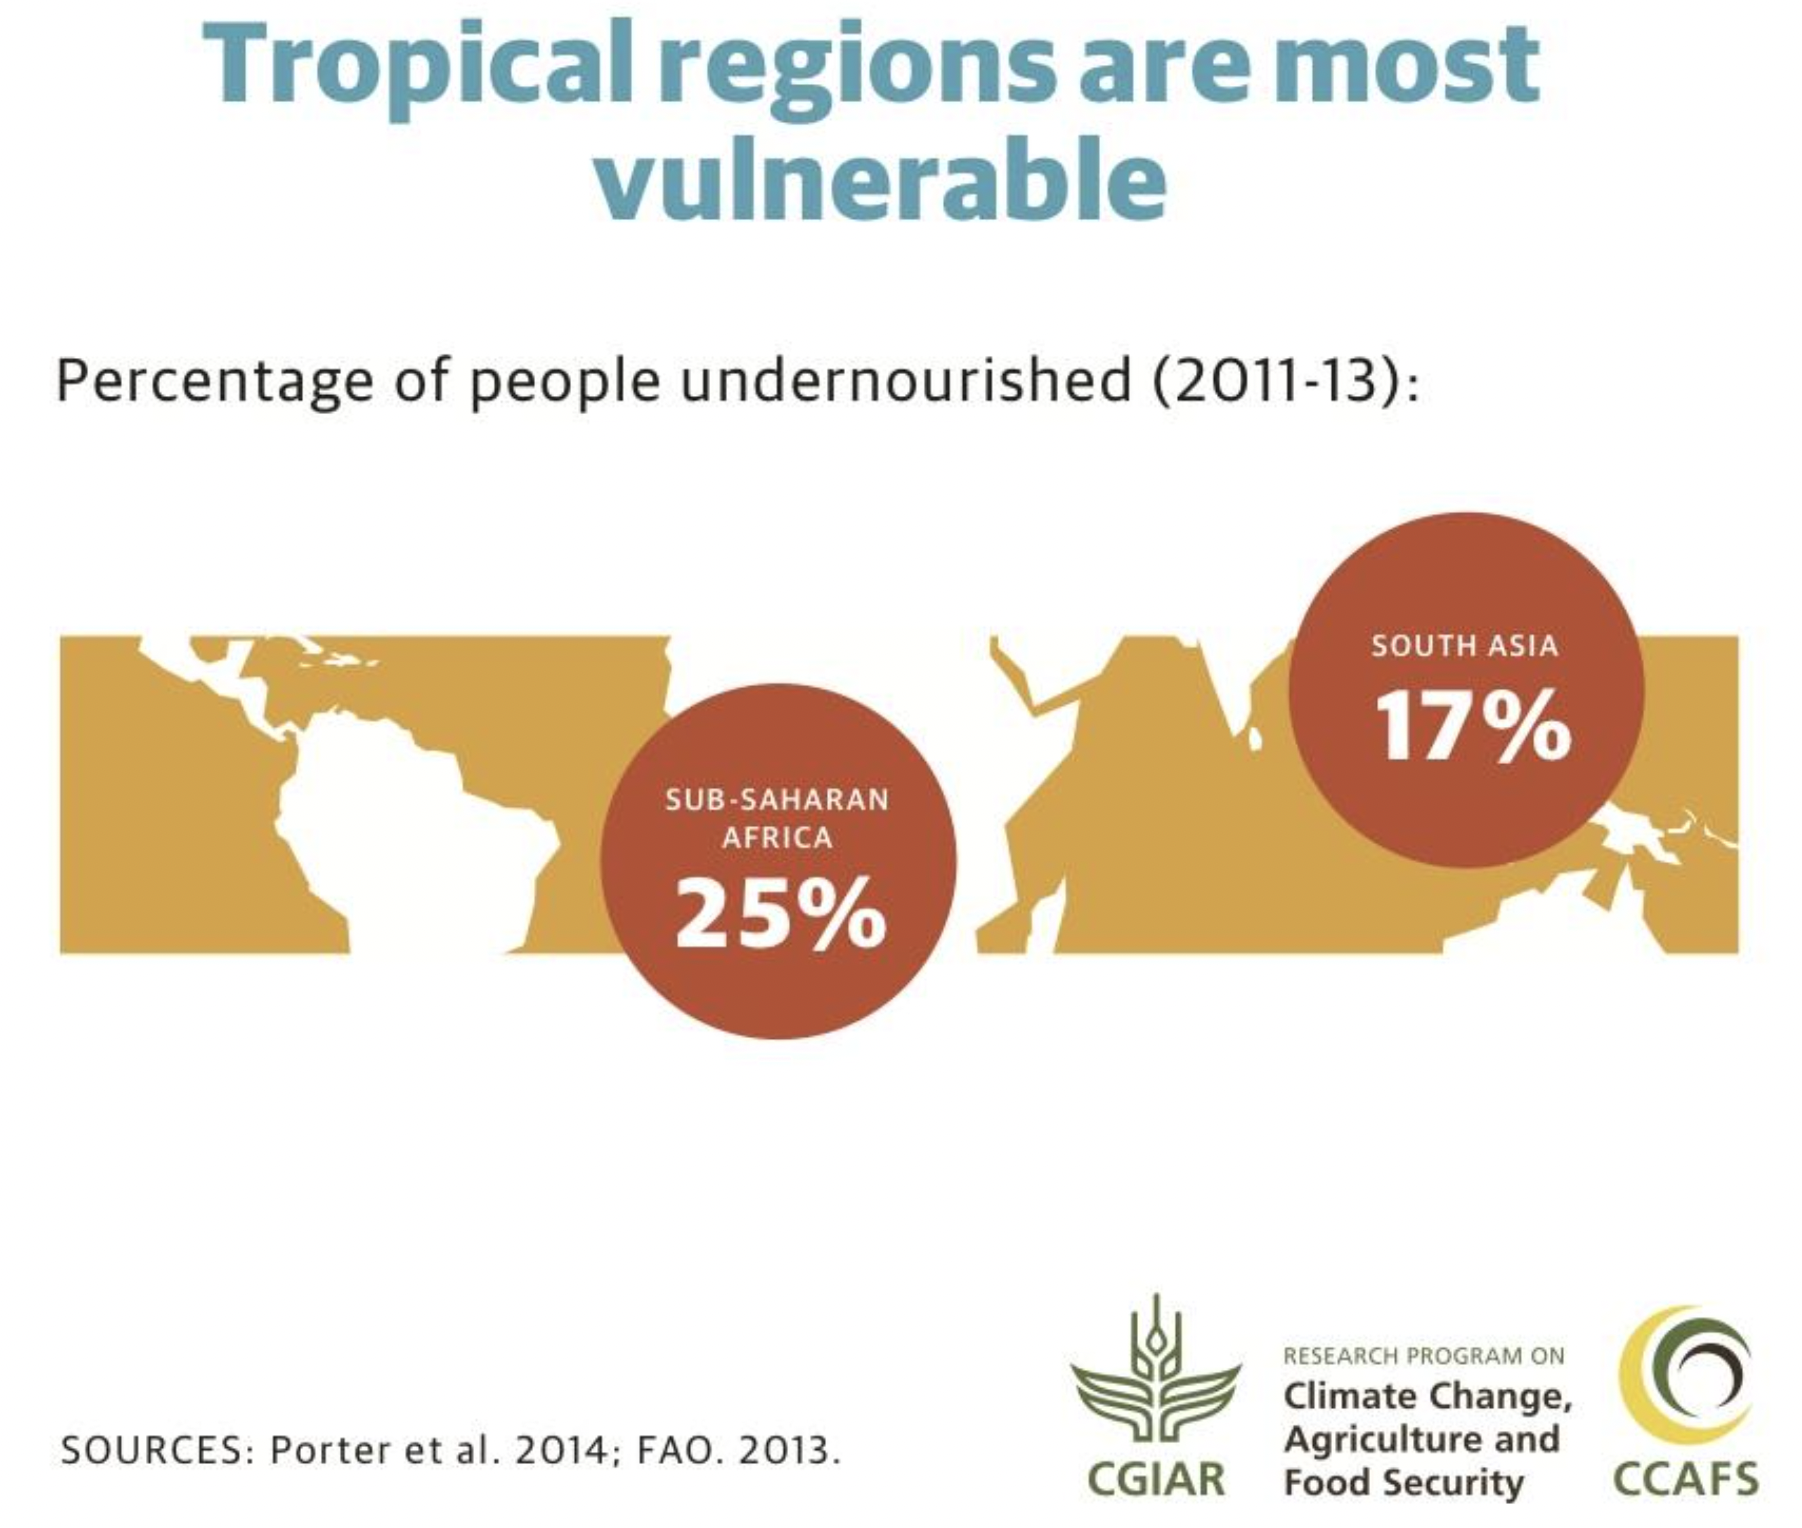 Tropical regions are most
vulnerable
Percentage of people undernourished (2011-13):
SOUTH ASIA
17%
SUB-SAHARAN
AFRICA
25%
SOURCES: Porter et al. 2014; FAO. 2013.
CGIAR
RESEARCH PROGRAM ON
Climate Change,
Agriculture and
Food Security
CCAFS